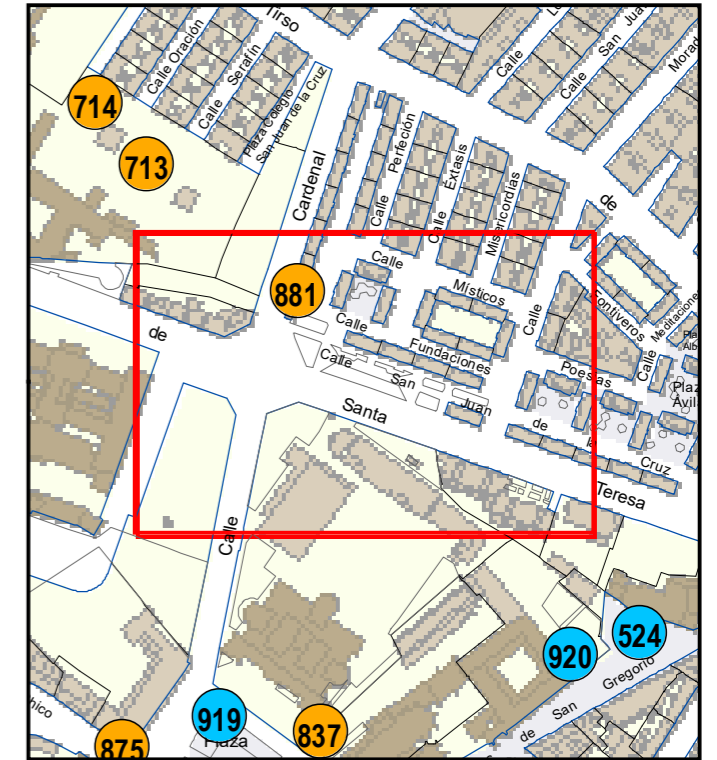 Tirso
Calle Oración
Calle Serafín
Plaza Colegio
San Juan de la Cruz
Calle
Calle San Jua
Morad
714
713
Cardenal
Calle Perfeción
Calle Éxtasis
Misericordias
de
881
Calle
Místicos
Calle
Fundaciones
Calle San Juan de la Cruz
Calle
Fontiveros
Calle Meditacione
Poesías
Plaz
Ávila
de
Santa
Teresa
Calle
919
Plaza
837
875
920
524
de San Gregorio